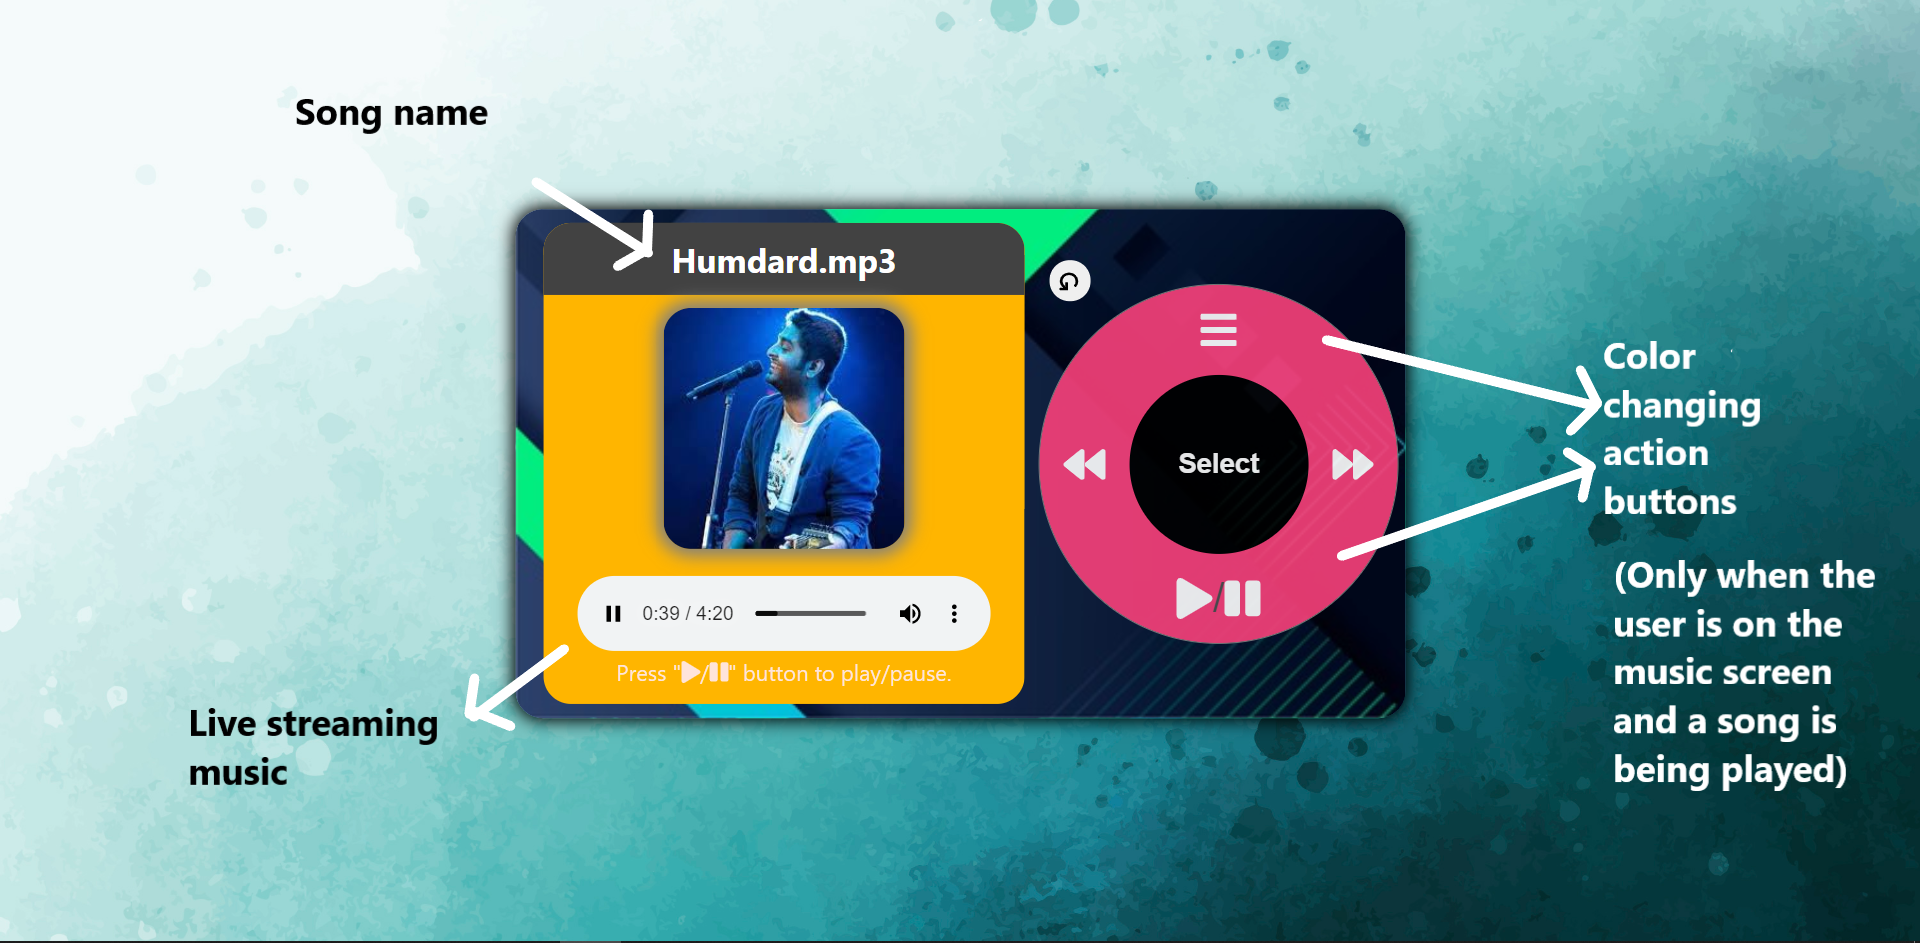 Song name
Humdard.mp3
Select
0:39 / 4:20
Press "▶/⏸" button to play/pause.
Live streaming
music
Color
changing
action
buttons
(Only when the
user is on the
music screen
and a song is
being played)